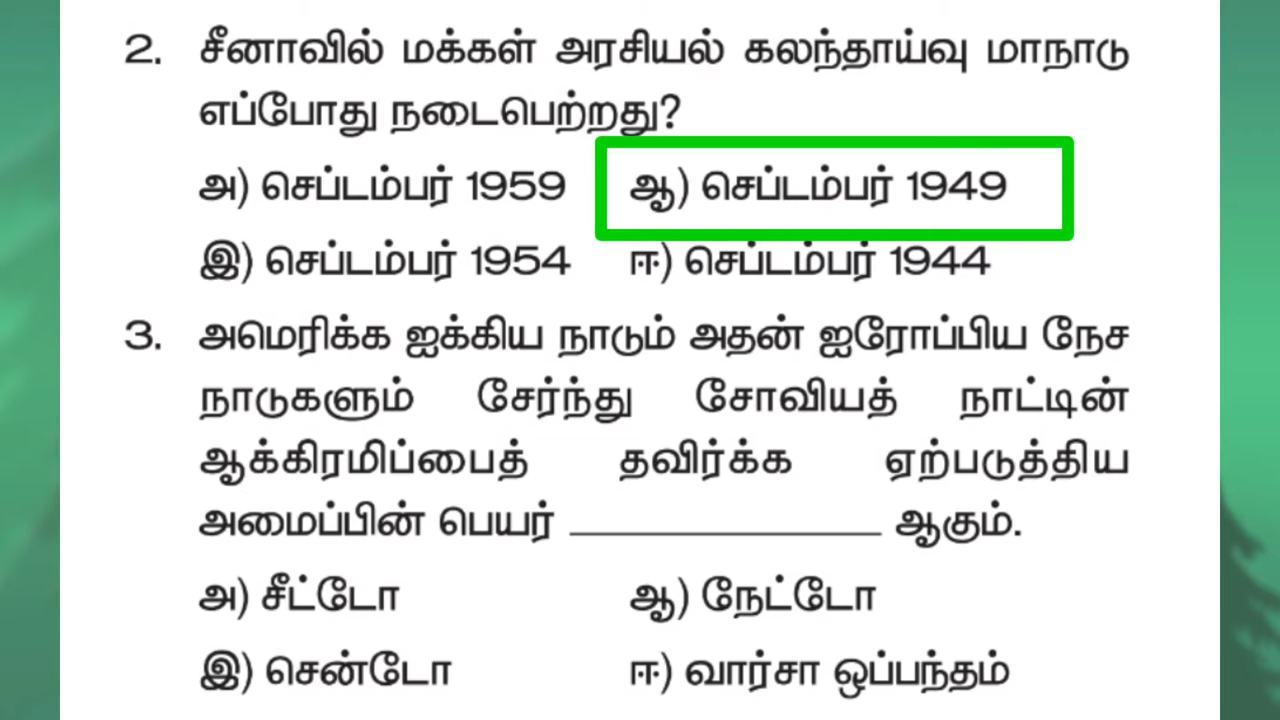 2. சீனாவில் மக்கள் அரசியல் கலந்தாய்வு மாநாடு
எப்போது நடைபெற்றது?
அ) செப்டம்பர் 1959 ஆ) செப்டம்பர் 1949
இ) செப்டம்பர் 1954 ஈ) செப்டம்பர் 1944
3. அமெரிக்க ஐக்கிய நாடும் அதன் ஐரோப்பிய நேச
நாடுகளும் சேர்ந்து சோவியத் நாட்டின்
ஆக்கிரமிப்பைத் தவிர்க்க ஏற்படுத்திய
அமைப்பின் பெயர் ____________ ஆகும்.
அ) சீட்டோ ஆ) நேட்டோ
இ) சென்டோ ஈ) வார்சா ஒப்பந்தம்